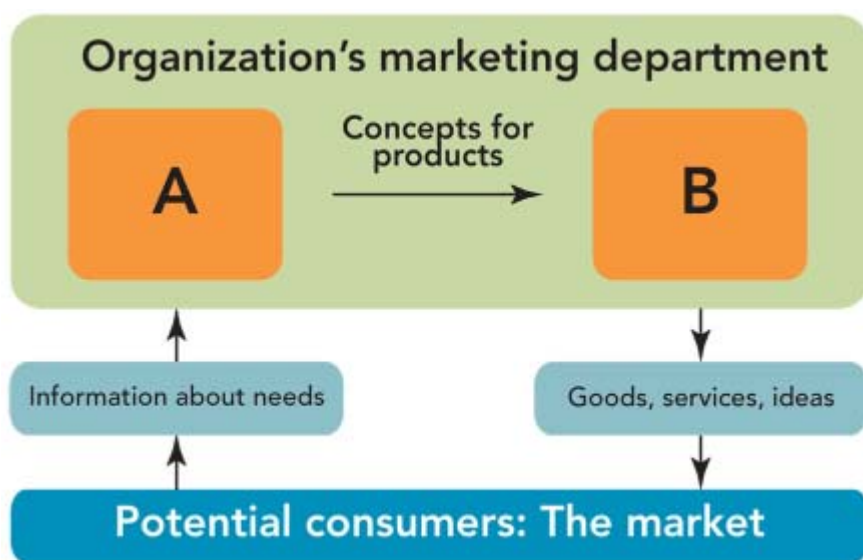 Organization's marketing department
A
Concepts for
products
B
Information about needs
Goods, services, ideas
Potential consumers: The market